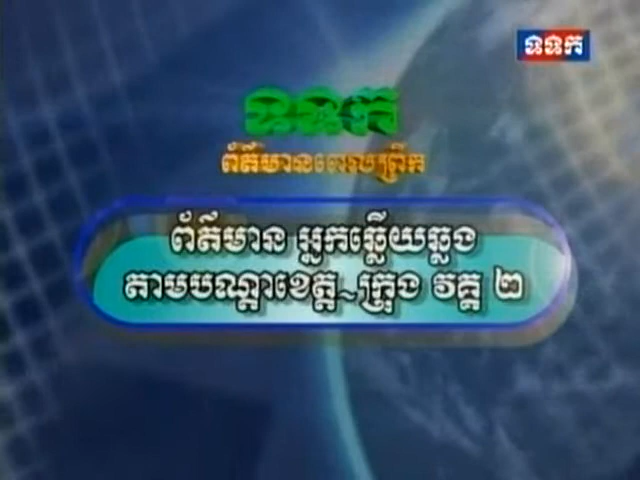 ទទក
ទទក
ព័ត៌មានពេលព្រឹក
ព័ត៌មាន អ្នកឆ្លើយឆ្លង
តាមបណ្តាខេត្ត~ក្រុង វគ្គ ២